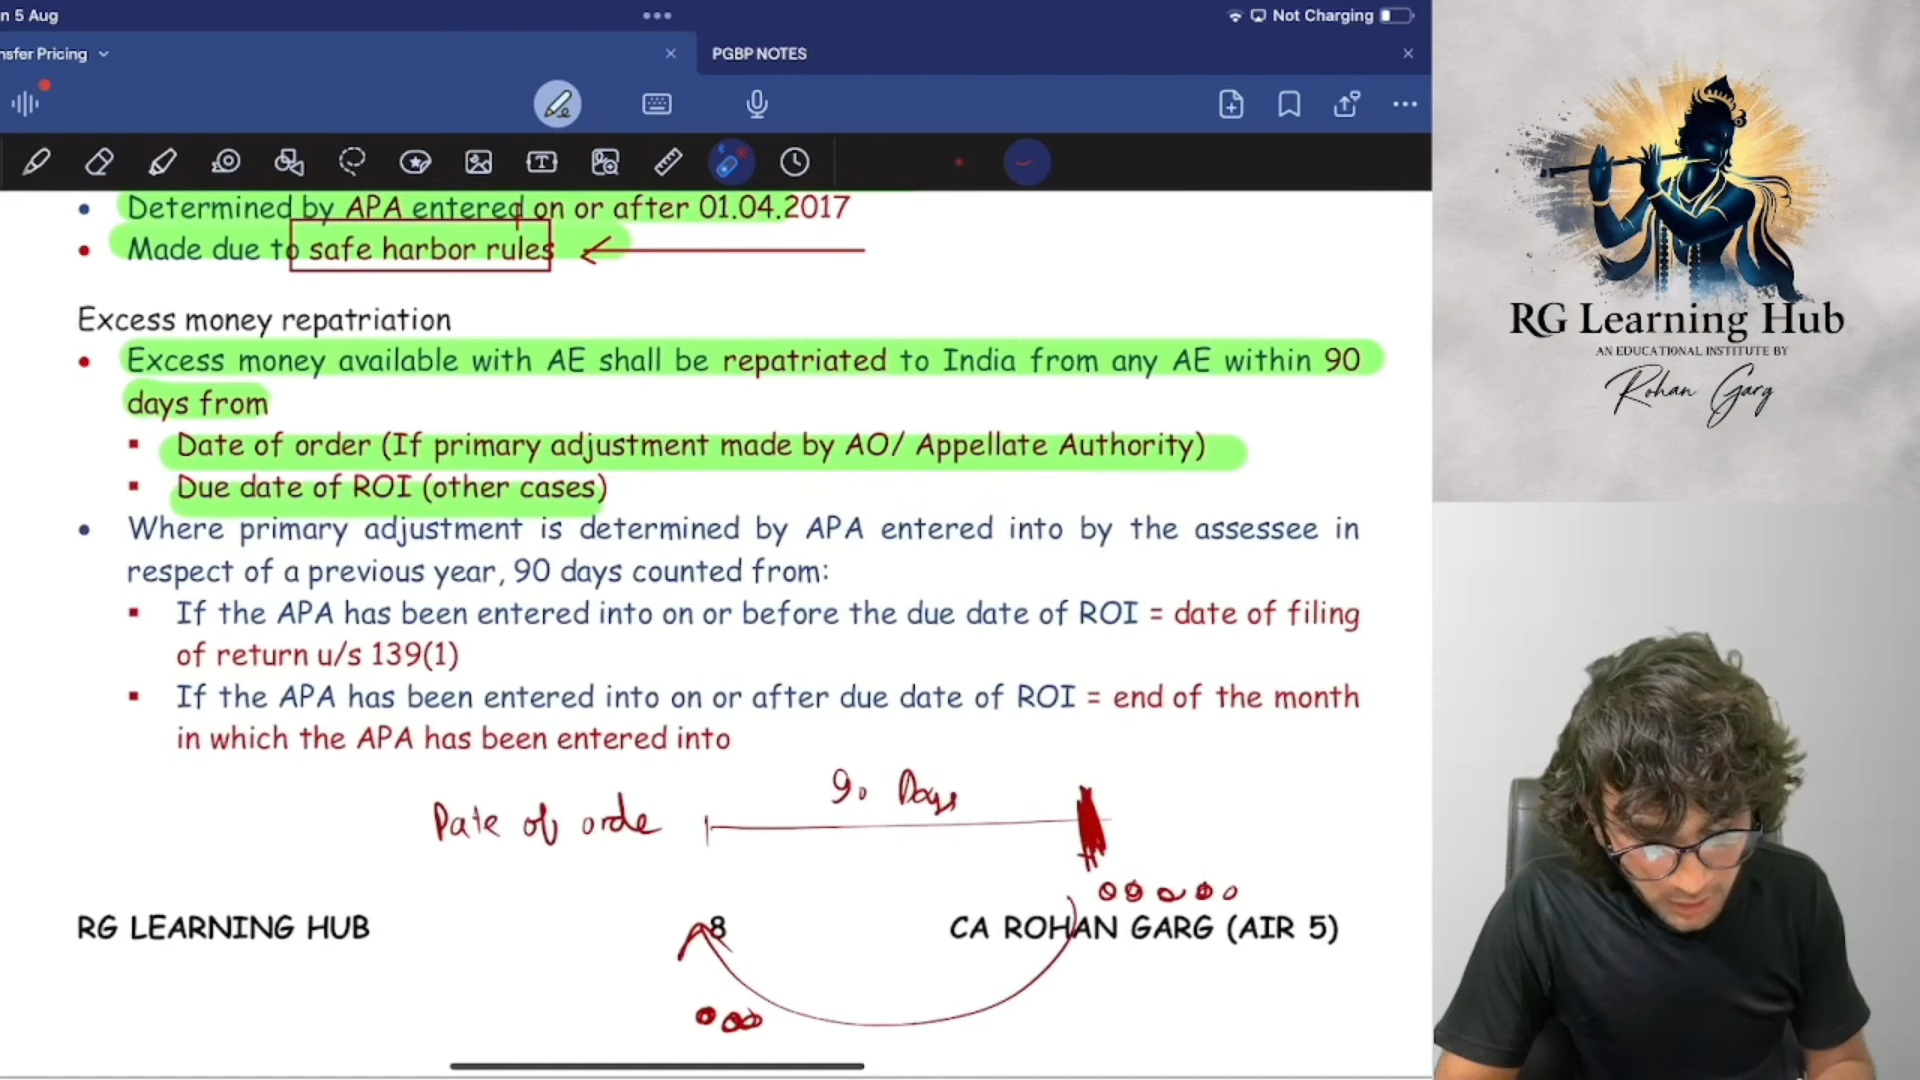 n 5 Aug
Not Charging
nsfer Pricing
PGBP NOTES
Determined by APA entered on or after 01.04.2017
Made due to safe harbor rules
Excess money repatriation
Excess money available with AE shall be repatriated to India from any AE within 90
days from
Date of order (If primary adjustment made by AO/ Appellate Authority)
Due date of ROI (other cases)
Where primary adjustment is determined by APA entered into by the assessee in
respect of a previous year, 90 days counted from:
If the APA has been entered into on or before the due date of ROI = date of filing
of return u/s 139(1)
If the APA has been entered into on or after due date of ROI = end of the month
in which the APA has been entered into
90 Days
Date of orde
RG LEARNING HUB
8
CA ROHAN GARG (AIR 5)
RG Learning Hub
AN EDUCATIONAL INSTITUTE BY
Rohan Garg